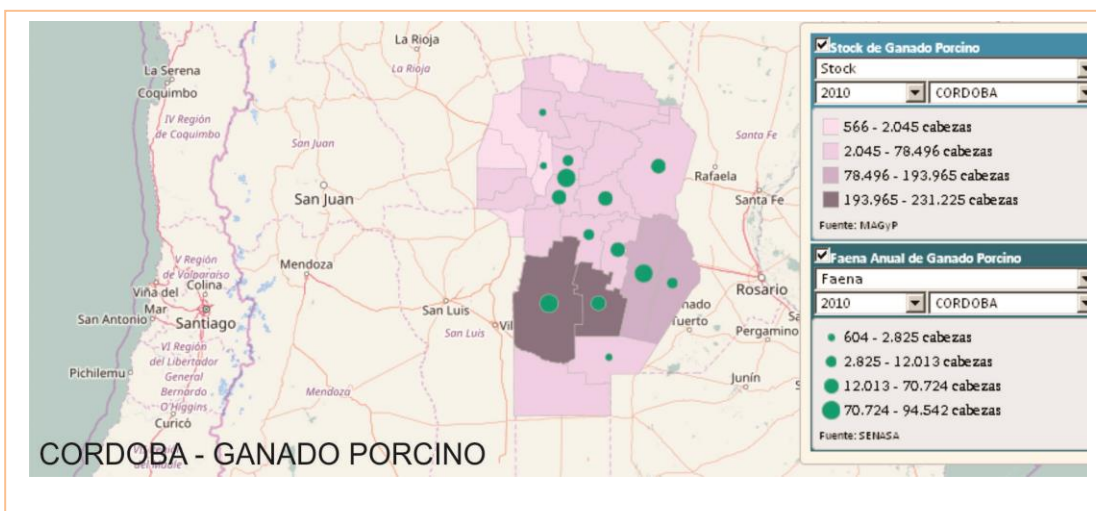 La Rioja
La Rioja
La Serena
Coquimbo
IV Región
de Coquimbo
San Juan
San Juan
Santa Fe
Rafaela
Santa Fe
V Región
de Valparaíso
Mendoza
Viña del
Mar
Colina
San Antonio
Santiago
San Luis
San Luis
Rosario
Pergamino
VI Región
del Libertador
General
Bernardo
O'Higgins
Pichilemu
Mendoza
Junín
Curicó
CORDOBA - GANADO PORCINO
Stock de Ganado Porcino
Stock
2010 CORDOBA
566 - 2.045 cabezas
2.045 - 78.496 cabezas
78.496 - 193.965 cabezas
193.965 - 231.225 cabezas
Fuente: MAGyP
Faena Anual de Ganado Porcino
Faena
2010 CORDOBA
604 - 2.825 cabezas
2.825 - 12.013 cabezas
12.013 - 70.724 cabezas
70.724 - 94.542 cabezas
Fuente: SENASA